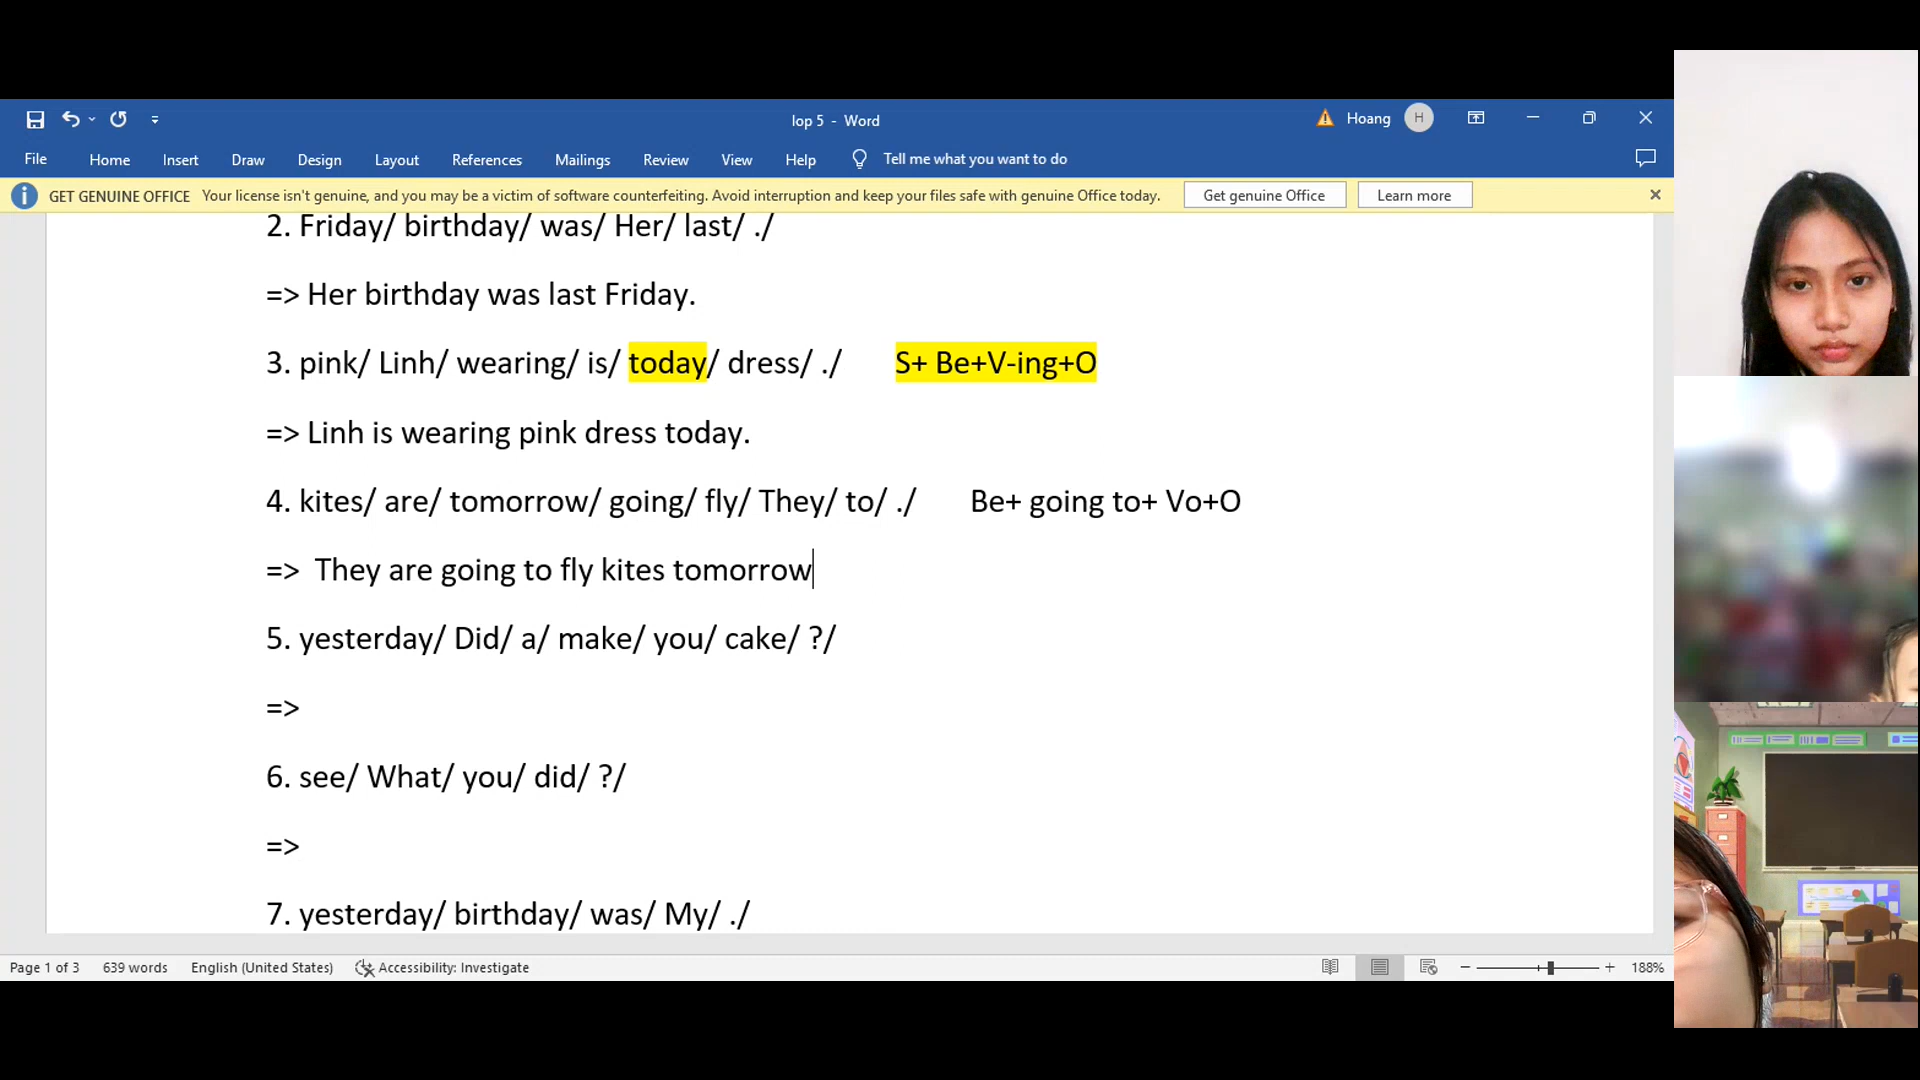 lop 5 - Word
Hoang H
File Home Insert Draw Design Layout References Mailings Review View Help Tell me what you want to do
GET GENUINE OFFICE Your license isn't genuine, and you may be a victim of software counterfeiting. Avoid interruption and keep your files safe with genuine Office today. Get genuine Office Learn more
2. Friday/ birthday/ was/ Her/ last/ ./
=> Her birthday was last Friday.
3. pink/ Linh/ wearing/ is/ today/ dress/ ./ S+ Be+V-ing+O
=> Linh is wearing pink dress today.
4. kites/ are/ tomorrow/ going/ fly/ They/ to/ ./ Be+ going to+ Vo+O
=> They are going to fly kites tomorrow
5. yesterday/ Did/ a/ make/ you/ cake/ ?/
=>
6. see/ What/ you/ did/ ?/
=>
7. yesterday/ birthday/ was/ My/ ./
Page 1 of 3 639 words English (United States) Accessibility: Investigate 188%